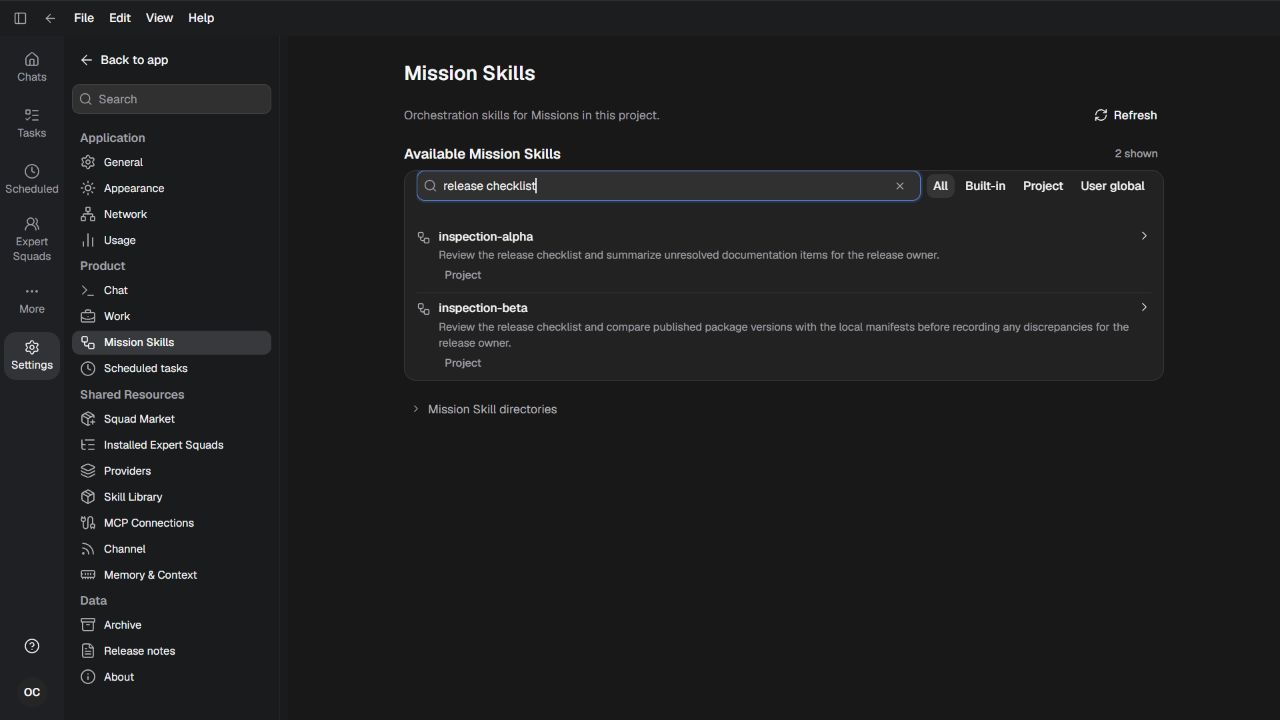 File Edit View Help
Chats
Tasks
Scheduled
Expert
Squads
More
Settings
OC
Back to app
Search
Application
General
Appearance
Network
Usage
Product
Chat
Work
Mission Skills
Scheduled tasks
Shared Resources
Squad Market
Installed Expert Squads
Providers
Skill Library
MCP Connections
Channel
Memory & Context
Data
Archive
Release notes
About
Mission Skills
Orchestration skills for Missions in this project.
Refresh
Available Mission Skills
2 shown
release checklist
All Built-in Project User global
inspection-alpha
Review the release checklist and summarize unresolved documentation items for the release owner.
Project
inspection-beta
Review the release checklist and compare published package versions with the local manifests before recording any discrepancies for the
release owner.
Project
Mission Skill directories